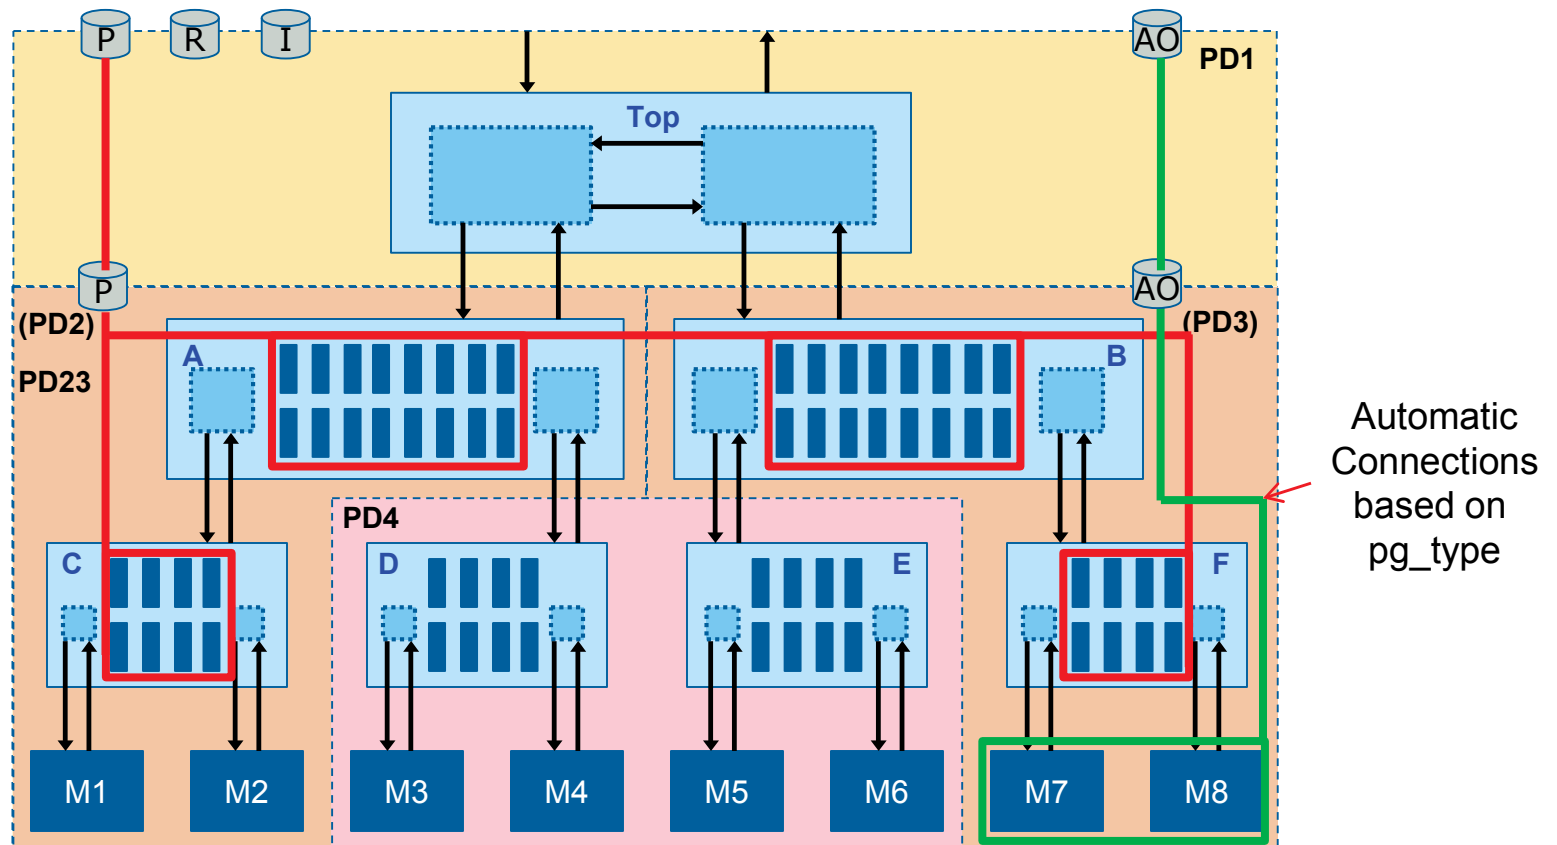 P R I AO
PD1
Top
P AO
(PD2) (PD3)
A B
PD23
Automatic
Connections
based on
pg_type
PD4
C D E F
M1 M2 M3 M4 M5 M6 M7 M8